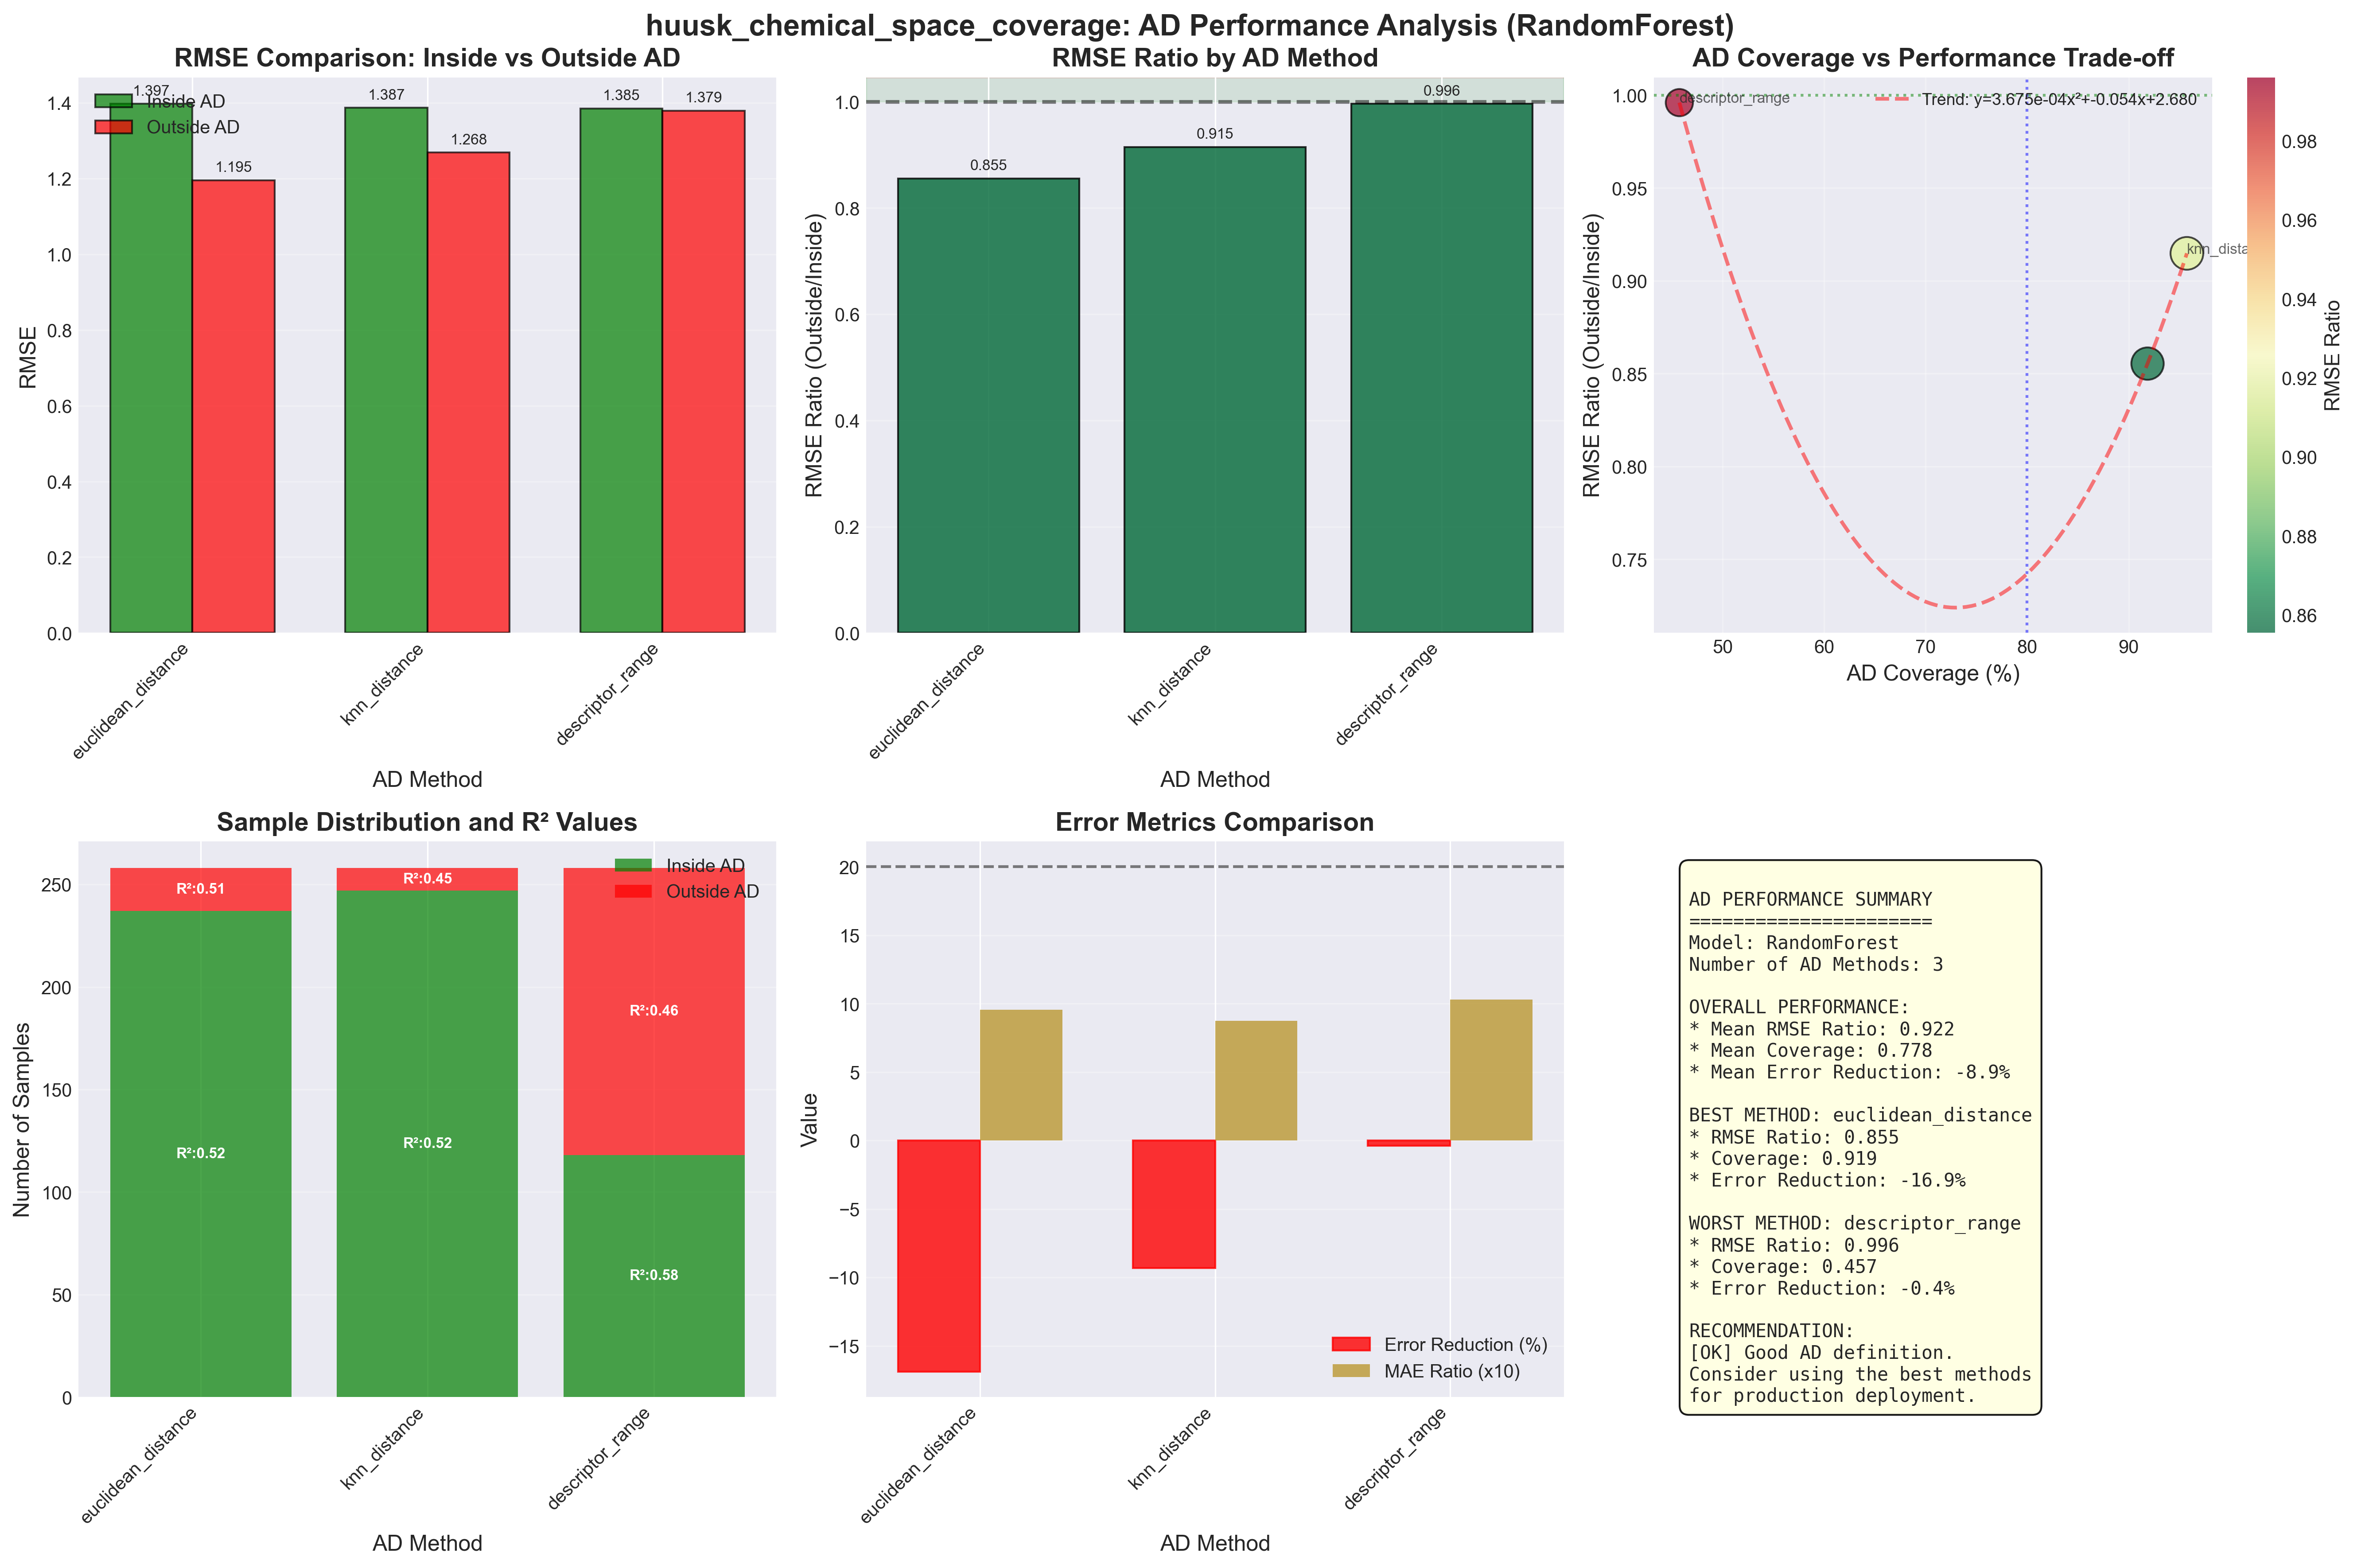 huusk_chemical_space_coverage: AD Performance Analysis (RandomForest)
RMSE Comparison: Inside vs Outside AD
1.397
1.195
1.387
1.268
1.385
1.379
Inside AD
Outside AD
RMSE
1.4
1.2
1.0
0.8
0.6
0.4
0.2
0.0
euclidean_distance
knn_distance
descriptor_range
AD Method
RMSE Ratio by AD Method
0.855
0.915
0.996
RMSE Ratio (Outside/Inside)
1.0
0.8
0.6
0.4
0.2
0.0
euclidean_distance
knn_distance
descriptor_range
AD Method
AD Coverage vs Performance Trade-off
descriptor_range
Trend: y=3.675e-04x²+-0.054x+2.680
knn_dista
RMSE Ratio (Outside/Inside)
1.00
0.95
0.90
0.85
0.80
0.75
50
60
70
80
90
AD Coverage (%)
0.98
0.96
0.94
0.92
0.90
0.88
0.86
RMSE Ratio
Sample Distribution and R² Values
Inside AD
Outside AD
R²:0.51
R²:0.45
R²:0.46
R²:0.52
R²:0.52
R²:0.58
Number of Samples
250
200
150
100
50
0
euclidean_distance
knn_distance
descriptor_range
AD Method
Error Metrics Comparison
Value
20
15
10
5
0
−5
−10
−15
Error Reduction (%)
MAE Ratio (x10)
euclidean_distance
knn_distance
descriptor_range
AD Method
AD PERFORMANCE SUMMARY
======================
Model: RandomForest
Number of AD Methods: 3
OVERALL PERFORMANCE:
* Mean RMSE Ratio: 0.922
* Mean Coverage: 0.778
* Mean Error Reduction: -8.9%
BEST METHOD: euclidean_distance
* RMSE Ratio: 0.855
* Coverage: 0.919
* Error Reduction: -16.9%
WORST METHOD: descriptor_range
* RMSE Ratio: 0.996
* Coverage: 0.457
* Error Reduction: -0.4%
RECOMMENDATION:
[OK] Good AD definition.
Consider using the best methods
for production deployment.